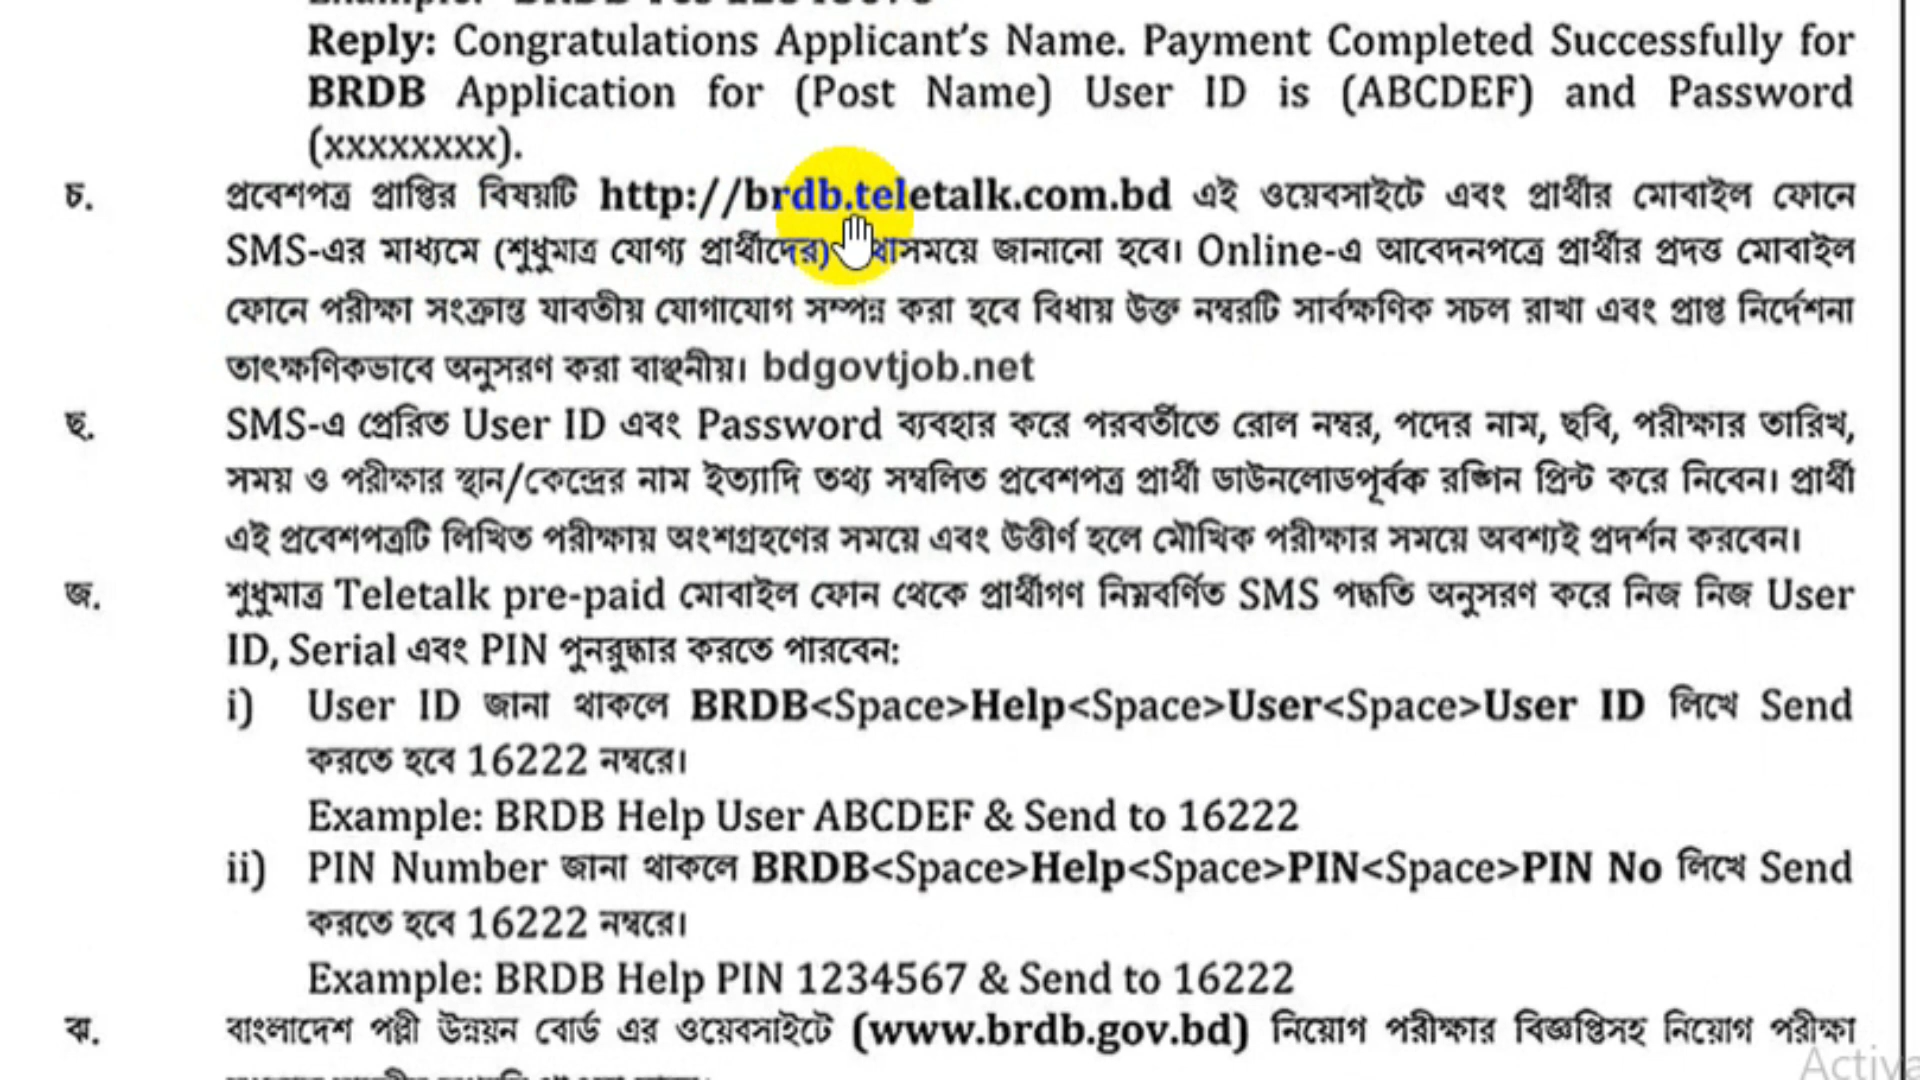 Reply: Congratulations Applicant's Name. Payment Completed Successfully for
BRDB Application for (Post Name) User ID is (ABCDEF) and Password
(xxxxxxxx).
চ. প্রবেশপত্র প্রাপ্তির বিষয়টি http://brdb.teletalk.com.bd এই ওয়েবসাইটে এবং প্রার্থীর মোবাইল ফোনে
SMS-এর মাধ্যমে (শুধুমাত্র যোগ্য প্রার্থীদের) জানানো হবে। Online-এ আবেদনপত্রে প্রার্থীর প্রদত্ত মোবাইল
ফোনে পরীক্ষা সংক্রান্ত যাবতীয় যোগাযোগ সম্পন্ন করা হবে বিধায় উক্ত নম্বরটি সার্বক্ষণিক সচল রাখা এবং প্রাপ্ত নির্দেশনা
তাৎক্ষণিকভাবে অনুসরণ করা বাঞ্ছনীয়। bdgovtjob.net
ছ. SMS-এ প্রেরিত User ID এবং Password ব্যবহার করে পরবর্তীতে রোল নম্বর, পদের নাম, ছবি, পরীক্ষার তারিখ,
সময় ও পরীক্ষার স্থান/কেন্দ্রের নাম ইত্যাদি তথ্য সম্বলিত প্রবেশপত্র প্রার্থী ডাউনলোডপূর্বক রঙ্গিন প্রিন্ট করে নিবেন। প্রার্থী
এই প্রবেশপত্রটি লিখিত পরীক্ষায় অংশগ্রহণের সময়ে এবং উত্তীর্ণ হলে মৌখিক পরীক্ষার সময়ে অবশ্যই প্রদর্শন করবেন।
জ. শুধুমাত্র Teletalk pre-paid মোবাইল ফোন থেকে প্রার্থীগণ নিম্নবর্ণিত SMS পদ্ধতি অনুসরণ করে নিজ নিজ User
ID, Serial এবং PIN পুনরুদ্ধার করতে পারবেন:
i) User ID জানা থাকলে BRDB<Space>Help<Space>User<Space>User ID লিখে Send
করতে হবে 16222 নম্বরে।
Example: BRDB Help User ABCDEF & Send to 16222
ii) PIN Number জানা থাকলে BRDB<Space>Help<Space>PIN<Space>PIN No লিখে Send
করতে হবে 16222 নম্বরে।
Example: BRDB Help PIN 1234567 & Send to 16222
ঝ. বাংলাদেশ পল্লী উন্নয়ন বোর্ড এর ওয়েবসাইটে (www.brdb.gov.bd) নিয়োগ পরীক্ষার বিজ্ঞপ্তিসহ নিয়োগ পরীক্ষা